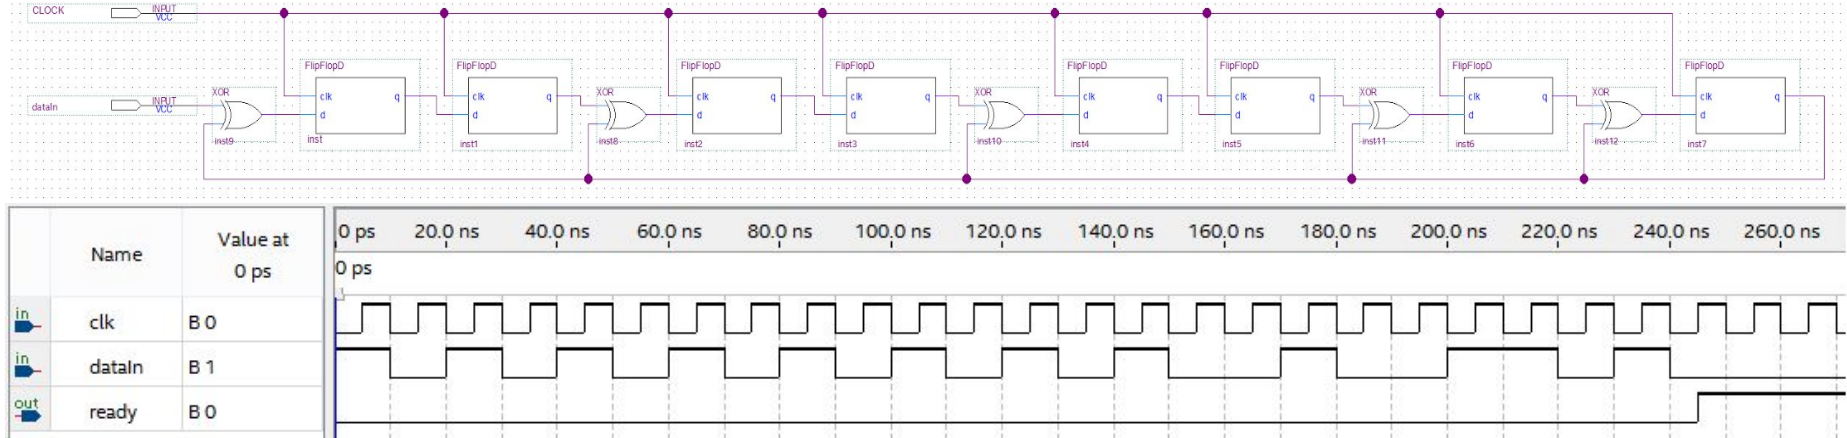 CLOCK
INPUT
VCC
FlipFlopD
FlipFlopD
FlipFlopD
FlipFlopD
FlipFlopD
FlipFlopD
FlipFlopD
FlipFlopD
dataIn
INPUT
VCC
XOR
XOR
XOR
XOR
XOR
clk q
clk q
clk q
clk q
clk q
clk q
clk q
clk q
d
d
d
d
d
d
d
d
inst9
inst
inst1
inst8
inst2
inst3
inst10
inst4
inst5
inst11
inst6
inst12
inst7
Name
Value at
0 ps
0 ps 20.0 ns 40.0 ns 60.0 ns 80.0 ns 100.0 ns 120.0 ns 140.0 ns 160.0 ns 180.0 ns 200.0 ns 220.0 ns 240.0 ns 260.0 ns
0 ps
in clk B 0
in dataIn B 1
out ready B 0